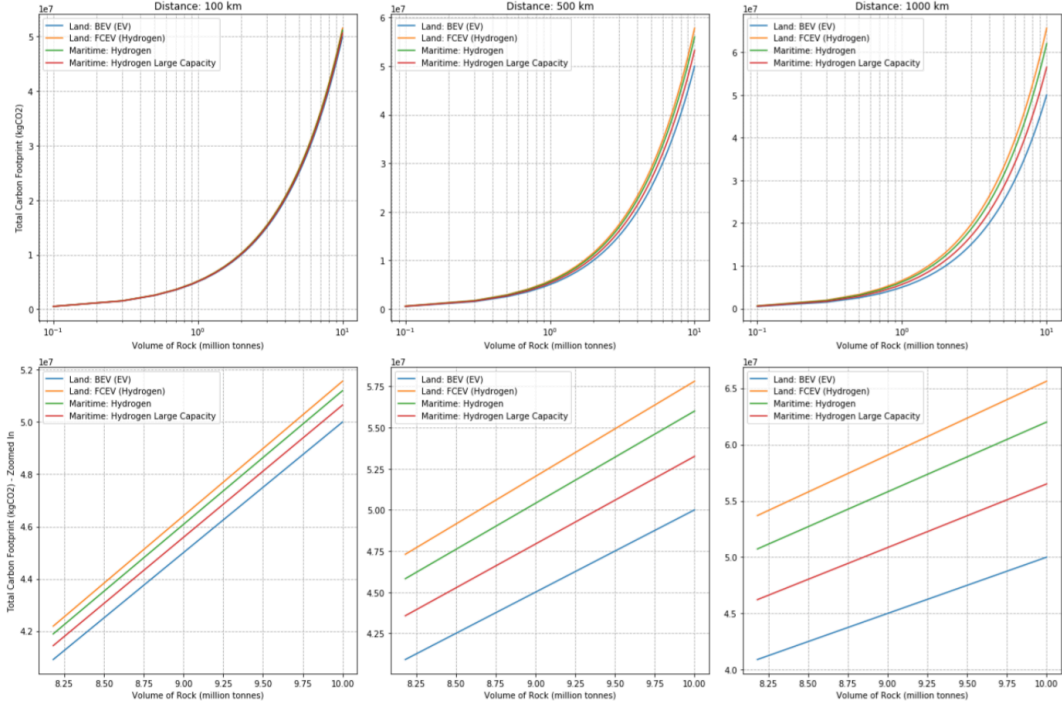 Distance: 100 km
1e7
Land: BEV (EV)
Land: FCEV (Hydrogen)
Maritime: Hydrogen
Maritime: Hydrogen Large Capacity
Total Carbon Footprint (kgCO2)
5
4
3
2
1
0
10⁻¹ 10⁰ 10¹
Volume of Rock (million tonnes)
Distance: 500 km
1e7
Land: BEV (EV)
Land: FCEV (Hydrogen)
Maritime: Hydrogen
Maritime: Hydrogen Large Capacity
6
5
4
3
2
1
0
10⁻¹ 10⁰ 10¹
Volume of Rock (million tonnes)
Distance: 1000 km
1e7
Land: BEV (EV)
Land: FCEV (Hydrogen)
Maritime: Hydrogen
Maritime: Hydrogen Large Capacity
6
5
4
3
2
1
0
10⁻¹ 10⁰ 10¹
Volume of Rock (million tonnes)
1e7
Land: BEV (EV)
Land: FCEV (Hydrogen)
Maritime: Hydrogen
Maritime: Hydrogen Large Capacity
Total Carbon Footprint (kgCO2) - Zoomed In
5.2
5.0
4.8
4.6
4.4
4.2
8.25 8.50 8.75 9.00 9.25 9.50 9.75 10.00
Volume of Rock (million tonnes)
1e7
Land: BEV (EV)
Land: FCEV (Hydrogen)
Maritime: Hydrogen
Maritime: Hydrogen Large Capacity
5.75
5.50
5.25
5.00
4.75
4.50
4.25
8.25 8.50 8.75 9.00 9.25 9.50 9.75 10.00
Volume of Rock (million tonnes)
1e7
Land: BEV (EV)
Land: FCEV (Hydrogen)
Maritime: Hydrogen
Maritime: Hydrogen Large Capacity
6.5
6.0
5.5
5.0
4.5
4.0
8.25 8.50 8.75 9.00 9.25 9.50 9.75 10.00
Volume of Rock (million tonnes)